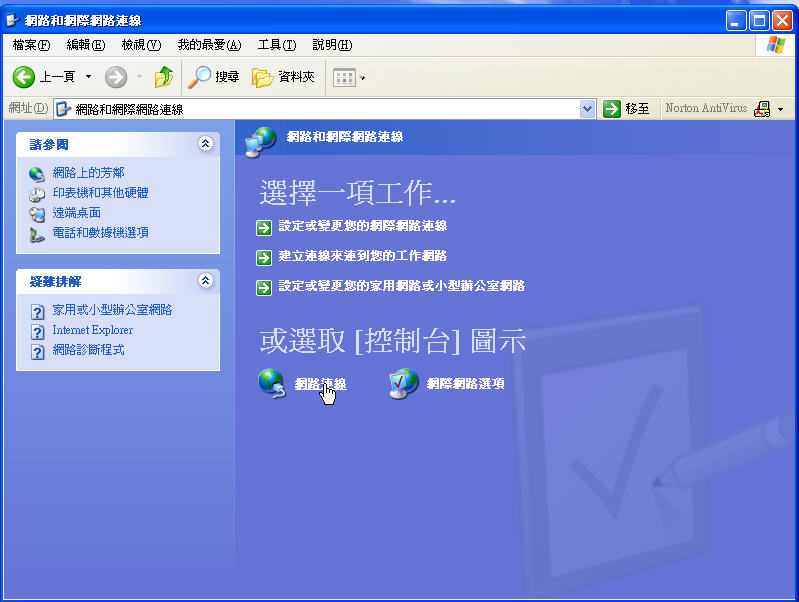 網路和網際網路連線
檔案(F) 編輯(E) 檢視(V) 我的最愛(A) 工具(T) 說明(H)
上一頁 搜尋 資料夾
網址(D) 網路和網際網路連線 移至 Norton AntiVirus
請參閱
網路上的芳鄰
印表機和其他硬體
遠端桌面
電話和數據機選項
疑難排解
家用或小型辦公室網路
Internet Explorer
網路診斷程式
網路和網際網路連線
選擇一項工作...
設定或變更您的網際網路連線
建立連線來連到您的工作網路
設定或變更您的家用網路或小型辦公室網路
或選取 [控制台] 圖示
網路連線 網際網路選項